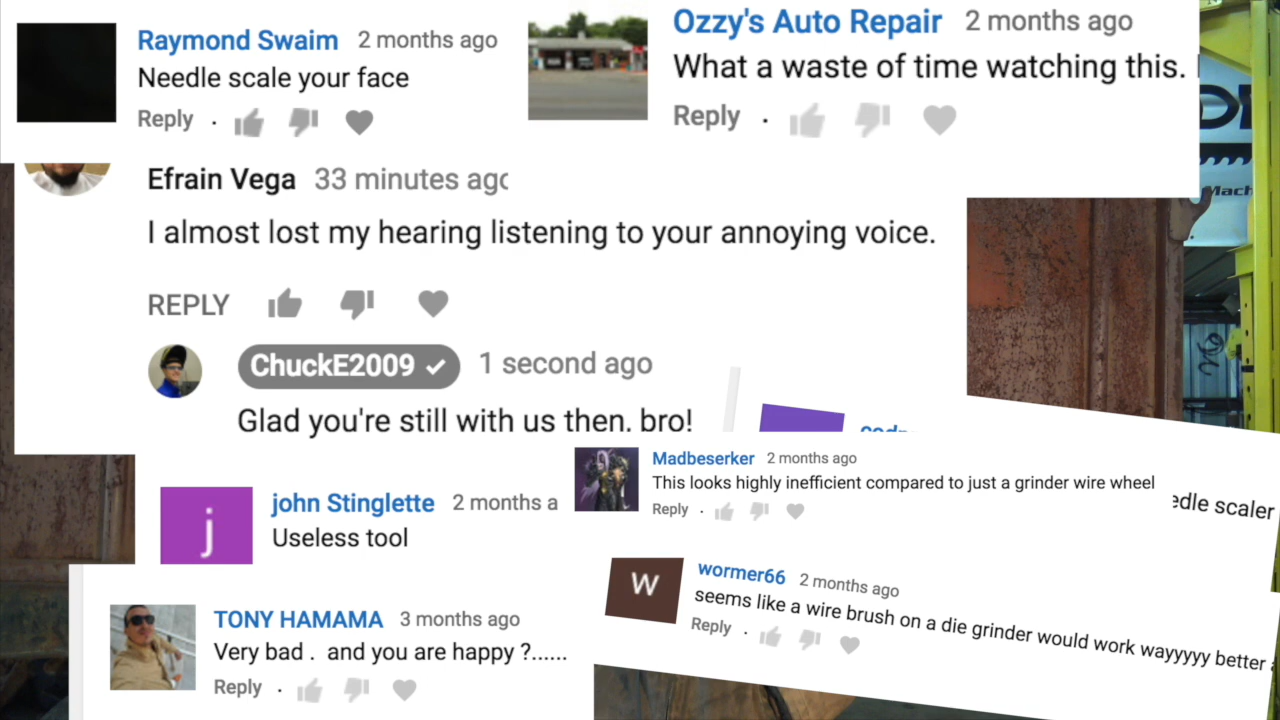 Raymond Swaim 2 months ago
Needle scale your face
Reply
Ozzy's Auto Repair 2 months ago
What a waste of time watching this.
Reply
Efrain Vega 33 minutes ago
I almost lost my hearing listening to your annoying voice.
REPLY
ChuckE2009 1 second ago
Glad you're still with us then, bro!
Madbeserker 2 months ago
This looks highly inefficient compared to just a grinder wire wheel
Reply
edle scaler
john Stinglette 2 months a
j
Useless tool
W
wormer66 2 months ago
seems like a wire brush on a die grinder would work wayyyyy better
Reply
TONY HAMAMA 3 months ago
Very bad . and you are happy ?......
Reply
Mach